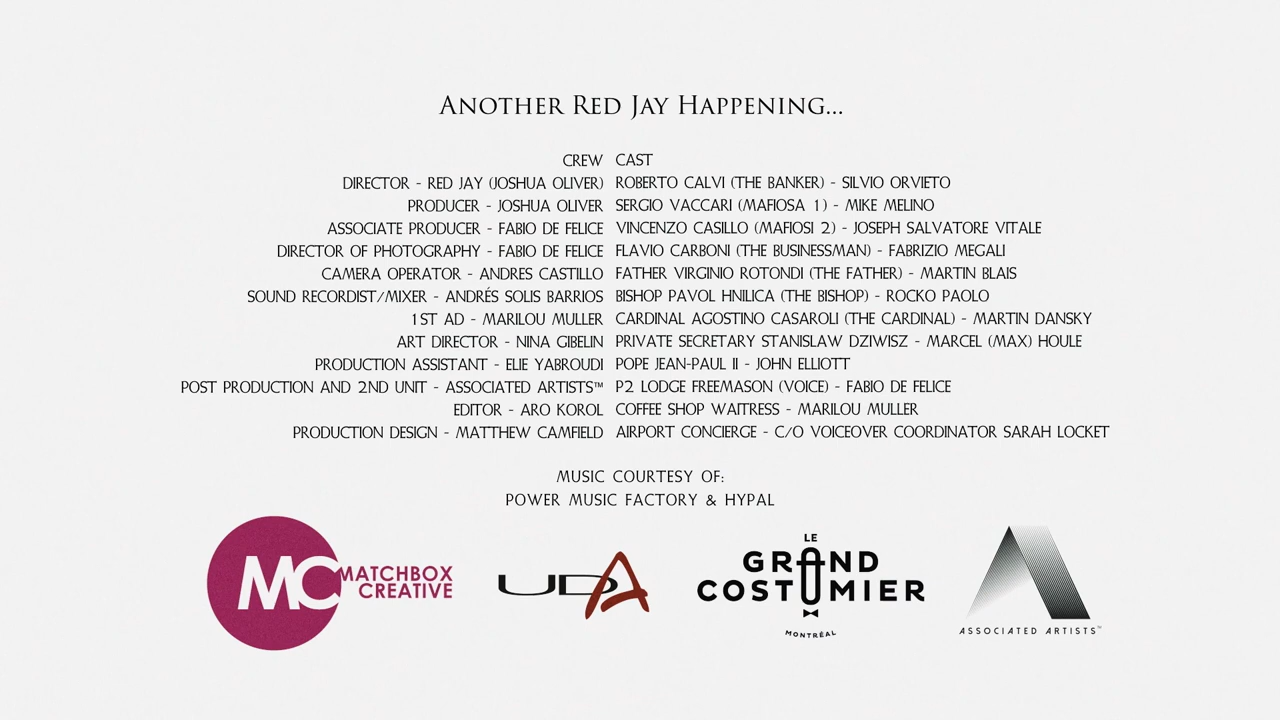 ANOTHER RED JAY HAPPENING...
CREW CAST
DIRECTOR - RED JAY (JOSHUA OLIVER) ROBERTO CALVI (THE BANKER) - SILVIO ORVIETO
PRODUCER - JOSHUA OLIVER SERGIO VACCARI (MAFIOSA 1) - MIKE MELINO
ASSOCIATE PRODUCER - FABIO DE FELICE VINCENZO CASILLO (MAFIOSI 2) - JOSEPH SALVATORE VITALE
DIRECTOR OF PHOTOGRAPHY - FABIO DE FELICE FLAVIO CARBONI (THE BUSINESSMAN) - FABRIZIO MEGALI
CAMERA OPERATOR - ANDRES CASTILLO FATHER VIRGINIO ROTONDI (THE FATHER) - MARTIN BLAIS
SOUND RECORDIST/MIXER - ANDRÉS SOLIS BARRIOS BISHOP PAVOL HNILICA (THE BISHOP) - ROCKO PAOLO
1ST AD - MARILOU MULLER CARDINAL AGOSTINO CASAROLI (THE CARDINAL) - MARTIN DANSKY
ART DIRECTOR - NINA GIBELIN PRIVATE SECRETARY STANISLAW DZIWISZ - MARCEL (MAX) HOULE
PRODUCTION ASSISTANT - ELIE YABROUDI POPE JEAN-PAUL II - JOHN ELLIOTT
POST PRODUCTION AND 2ND UNIT - ASSOCIATED ARTISTS™ P2 LODGE FREEMASON (VOICE) - FABIO DE FELICE
EDITOR - ARO KOROL COFFEE SHOP WAITRESS - MARILOU MULLER
PRODUCTION DESIGN - MATTHEW CAMFIELD AIRPORT CONCIERGE - C/O VOICEOVER COORDINATOR SARAH LOCKET
MUSIC COURTESY OF:
POWER MUSIC FACTORY & HYPAL
MC MATCHBOX
CREATIVE
UDA
LE
GRAND
COSTUMIER
MONTRÉAL
ASSOCIATED ARTISTS™